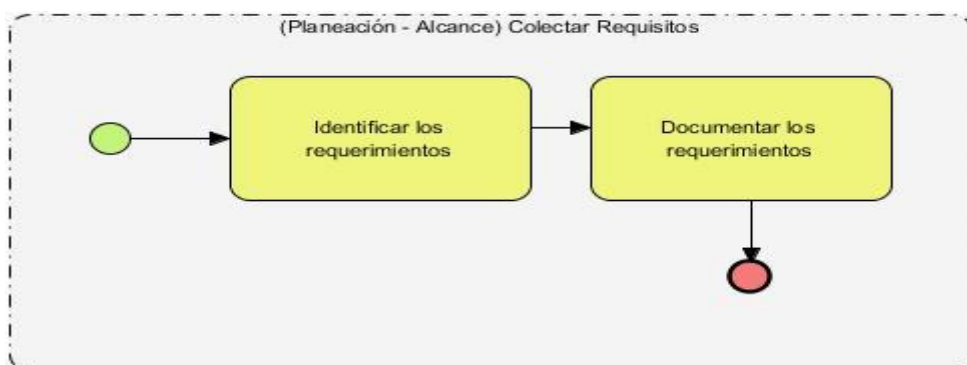 (Planeación - Alcance) Colectar Requisitos
Identificar los
requerimientos
Documentar los
requerimientos